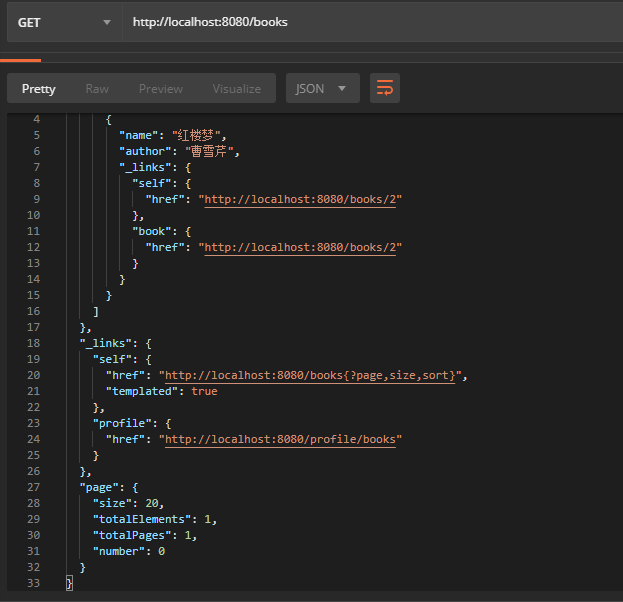 GET http://localhost:8080/books
Pretty Raw Preview Visualize JSON
4 {
5 "name": "红楼梦",
6 "author": "曹雪芹",
7 "_links": {
8 "self": {
9 "href": "http://localhost:8080/books/2"
10 },
11 "book": {
12 "href": "http://localhost:8080/books/2"
13 }
14 }
15 }
16 ]
17 },
18 "_links": {
19 "self": {
20 "href": "http://localhost:8080/books{?page,size,sort}",
21 "templated": true
22 },
23 "profile": {
24 "href": "http://localhost:8080/profile/books"
25 }
26 },
27 "page": {
28 "size": 20,
29 "totalElements": 1,
30 "totalPages": 1,
31 "number": 0
32 }
33 }